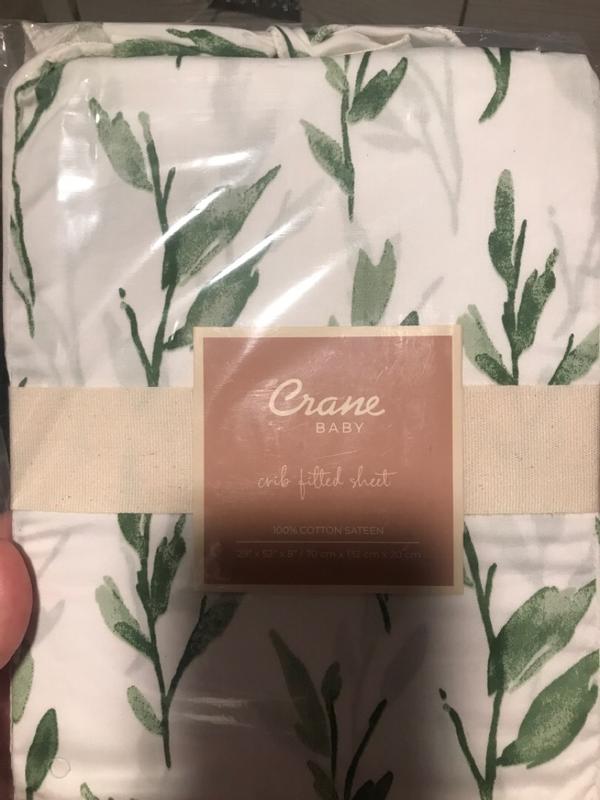 Crane
BABY
crib fitted sheet
100% COTTON SATEEN
28" x 52" x 8" / 70 cm x 132 cm x 20 cm